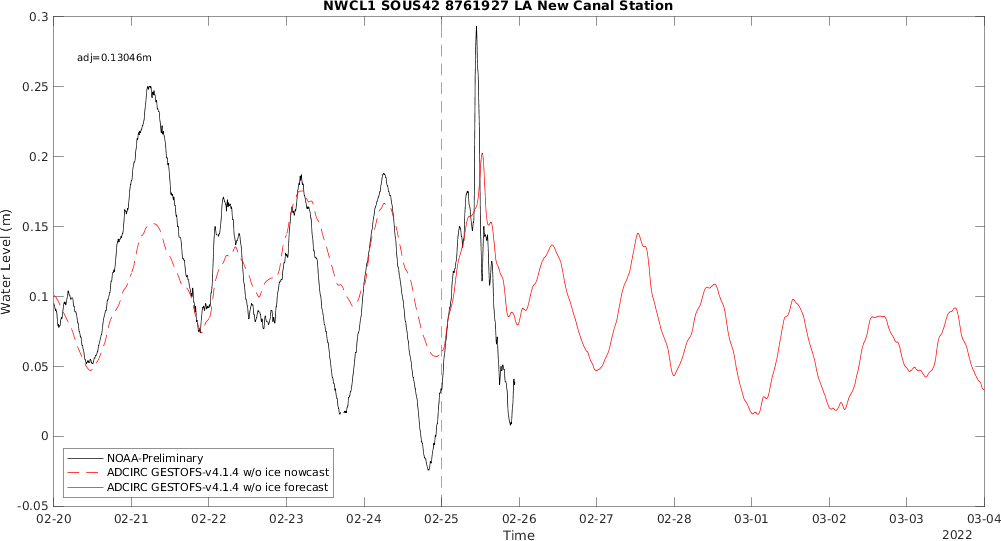 NWCL1 SOUS42 8761927 LA New Canal Station
adj=0.13046m
Water Level (m)
0.3
0.25
0.2
0.15
0.1
0.05
0
-0.05
NOAA-Preliminary
ADCIRC GESTOFS-v4.1.4 w/o ice nowcast
ADCIRC GESTOFS-v4.1.4 w/o ice forecast
02-20 02-21 02-22 02-23 02-24 02-25 02-26 02-27 02-28 03-01 03-02 03-03 03-04
Time
2022